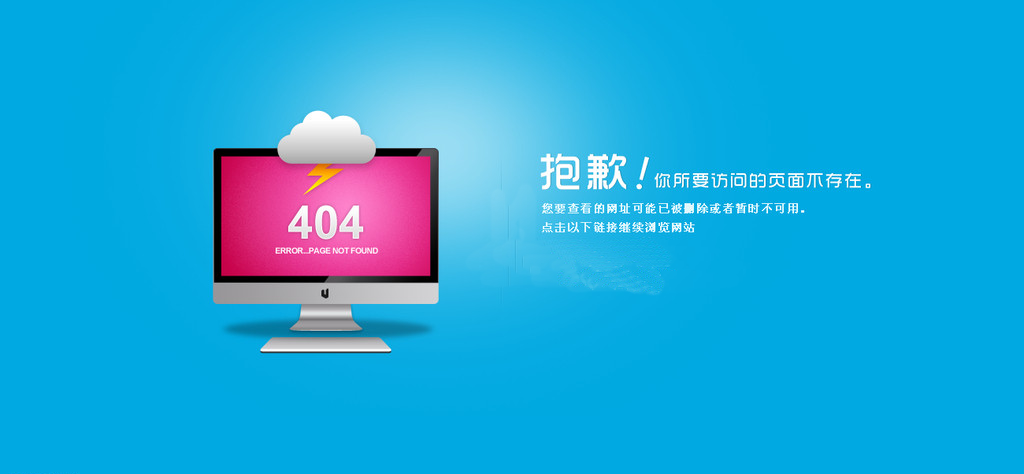 404
ERROR...PAGE NOT FOUND
抱歉!你所要访问的页面不存在。
您要查看的网址可能已被删除或者暂时不可用。
点击以下链接继续浏览网站